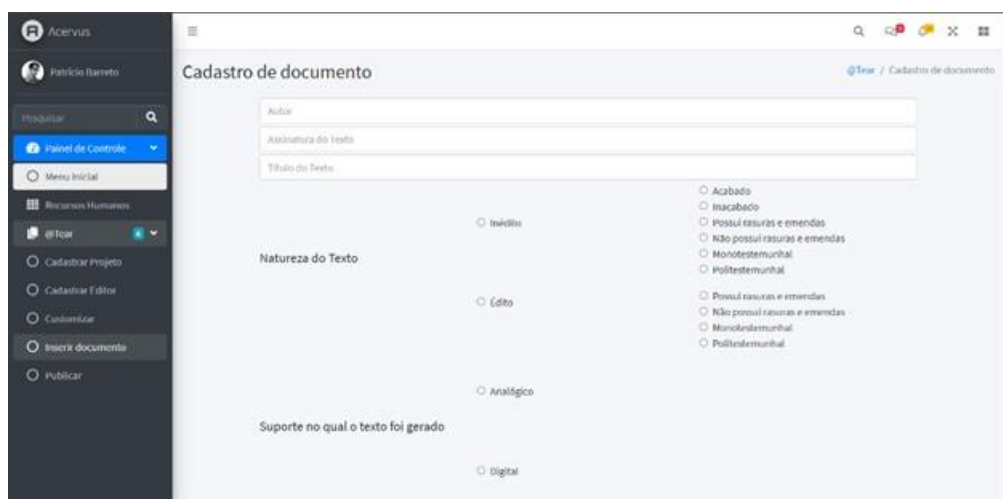 Acervus
Patrício Barreto
Pesquisar
Painel de Controle
Menu Inicial
Recursos Humanos
@Tear
Cadastrar Projeto
Cadastrar Editor
Customizar
Inserir documento
Publicar
Cadastro de documento
@Tear / Cadastro de documento
Autor
Assinatura do Texto
Título do Texto
Natureza do Texto
Inédito
Acabado
Inacabado
Possui rasuras e emendas
Não possui rasuras e emendas
Monotestemunhal
Politestemunhal
Édito
Possui rasuras e emendas
Não possui rasuras e emendas
Monotestemunhal
Politestemunhal
Suporte no qual o texto foi gerado
Analógico
Digital